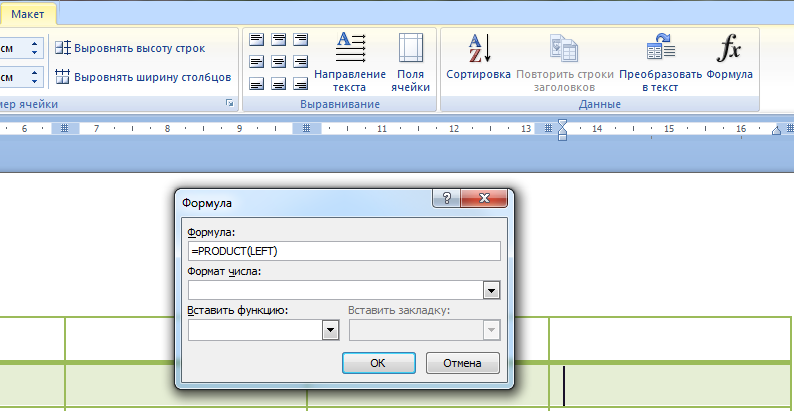 Макет
см
Выровнять высоту строк
см
Выровнять ширину столбцов
мер ячейки
Направление
текста
Поля
ячейки
Выравнивание
A
Я
Сортировка
Повторить строки
заголовков
Преобразовать
в текст
fx
Формула
Данные
6 7 8 9 11 12 13 14 15 16
Формула
?
Формула:
=PRODUCT(LEFT)
Формат числа:
Вставить функцию:
Вставить закладку:
ОК
Отмена